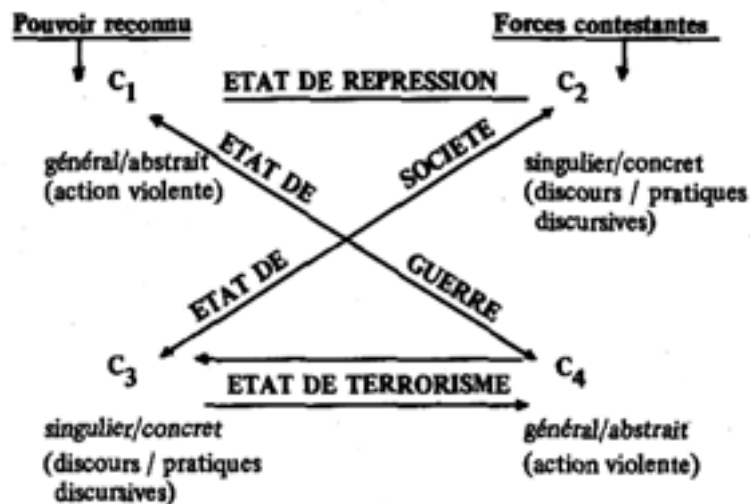 Pouvoir reconnu
Forces contestantes
C1
ETAT DE REPRESSION
C2
ETAT DE
SOCIETE
général/abstrait
(action violente)
singulier/concret
(discours / pratiques
discursives)
ETAT DE
GUERRE
C3
C4
ETAT DE TERRORISME
singulier/concret
(discours / pratiques
discursives)
général/abstrait
(action violente)